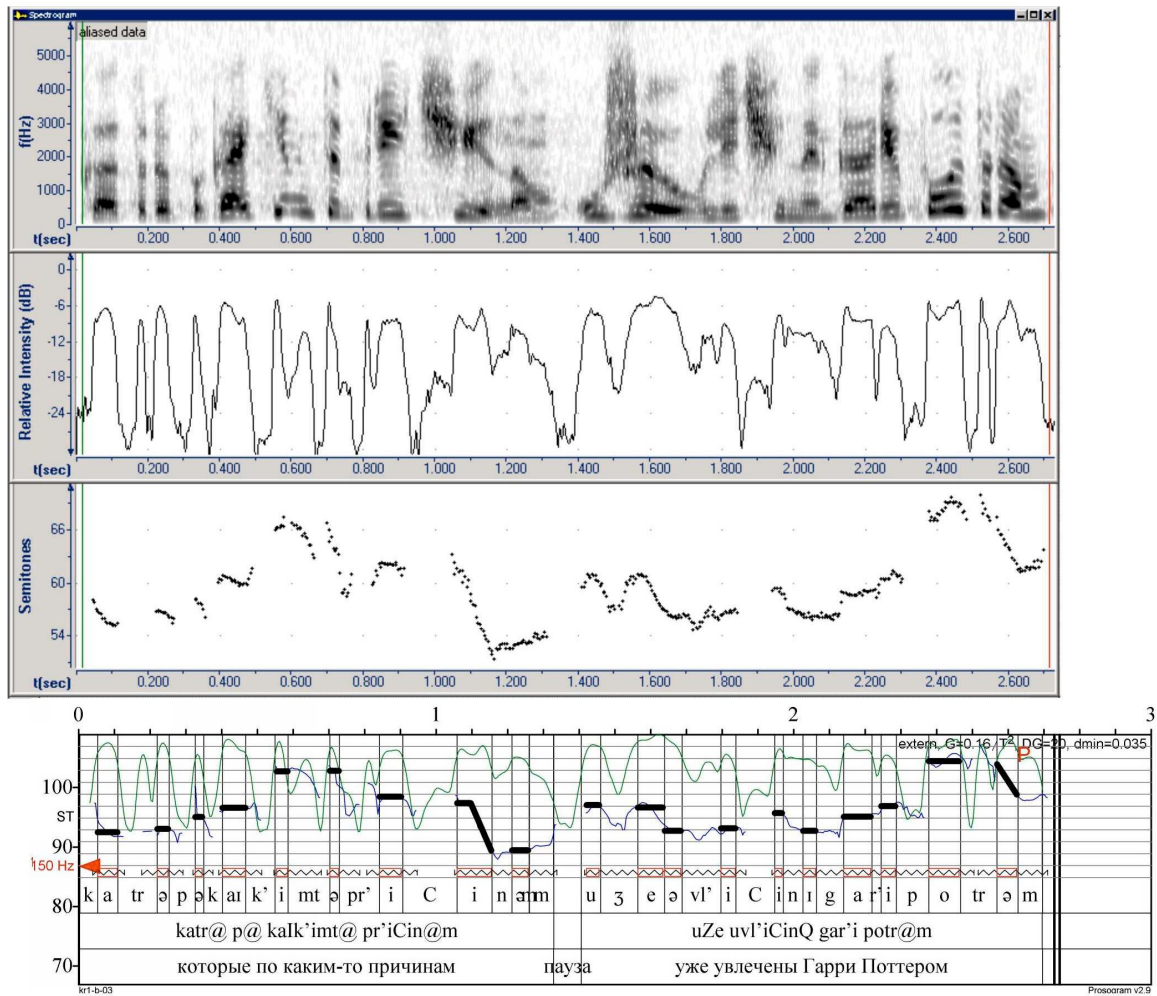 Spectrogram
aliased data
f(Hz)
5000
4000
3000
2000
1000
0
t(sec) 0.200 0.400 0.600 0.800 1.000 1.200 1.400 1.600 1.800 2.000 2.200 2.400 2.600
Relative Intensity (dB)
0
-6
-12
-18
-24
t(sec) 0.200 0.400 0.600 0.800 1.000 1.200 1.400 1.600 1.800 2.000 2.200 2.400 2.600
Semitones
66
60
54
t(sec) 0.200 0.400 0.600 0.800 1.000 1.200 1.400 1.600 1.800 2.000 2.200 2.400 2.600
0 1 2 3
extern, G=0.16/T², DG=20, dmin=0.035
P
100
ST
90
150 Hz
k a tr ə p ə k aɪ k' i mt ə pr' i C i n əm m u ʒ e ə vl' i C i n ɪ g a r' i p o tr ə m
80
katr@ p@ kaIk'imt@ pr'iCin@m uZe uvl'iCinQ gar'i potr@m
70
которые по каким-то причинам пауза уже увлечены Гарри Поттером
kr1-b-03 Prosogram v2.9